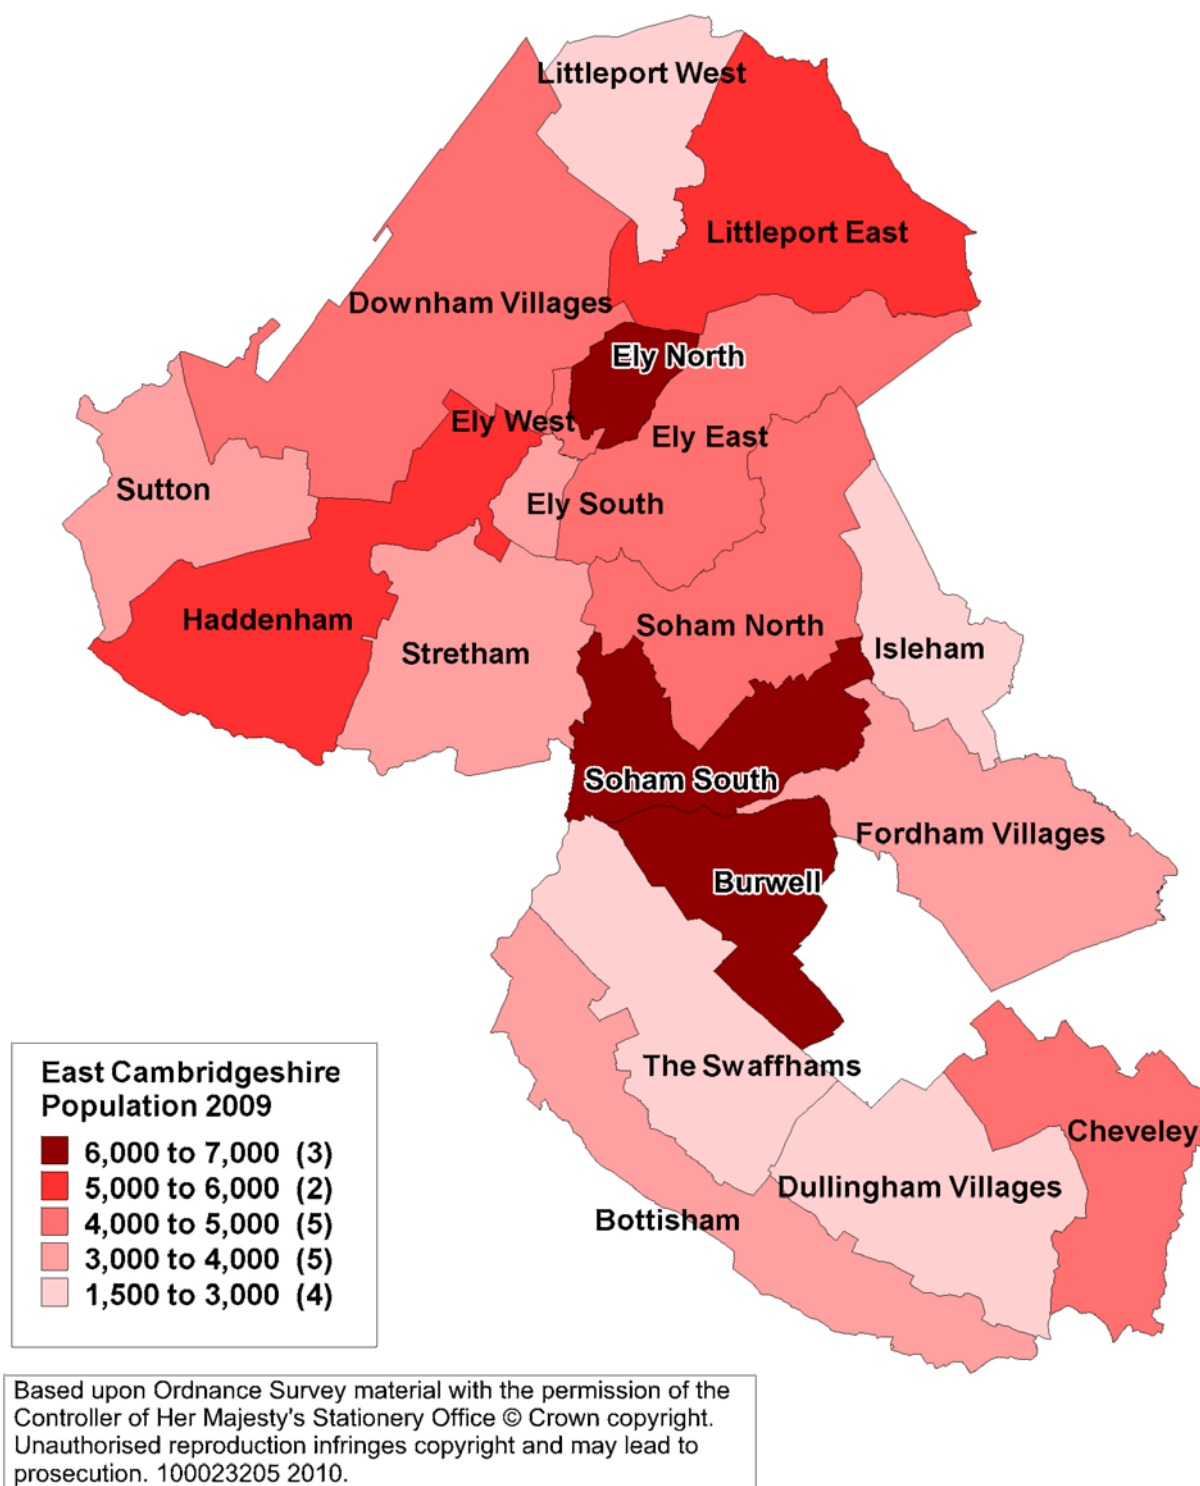 Littleport West
Littleport East
Downham Villages
Ely North
Ely West
Ely East
Sutton
Ely South
Haddenham
Soham North
Stretham
Isleham
Soham South
Fordham Villages
Burwell
The Swaffhams
Cheveley
Dullingham Villages
Bottisham
East Cambridgeshire
Population 2009
6,000 to 7,000 (3)
5,000 to 6,000 (2)
4,000 to 5,000 (5)
3,000 to 4,000 (5)
1,500 to 3,000 (4)
Based upon Ordnance Survey material with the permission of the
Controller of Her Majesty's Stationery Office © Crown copyright.
Unauthorised reproduction infringes copyright and may lead to
prosecution. 100023205 2010.